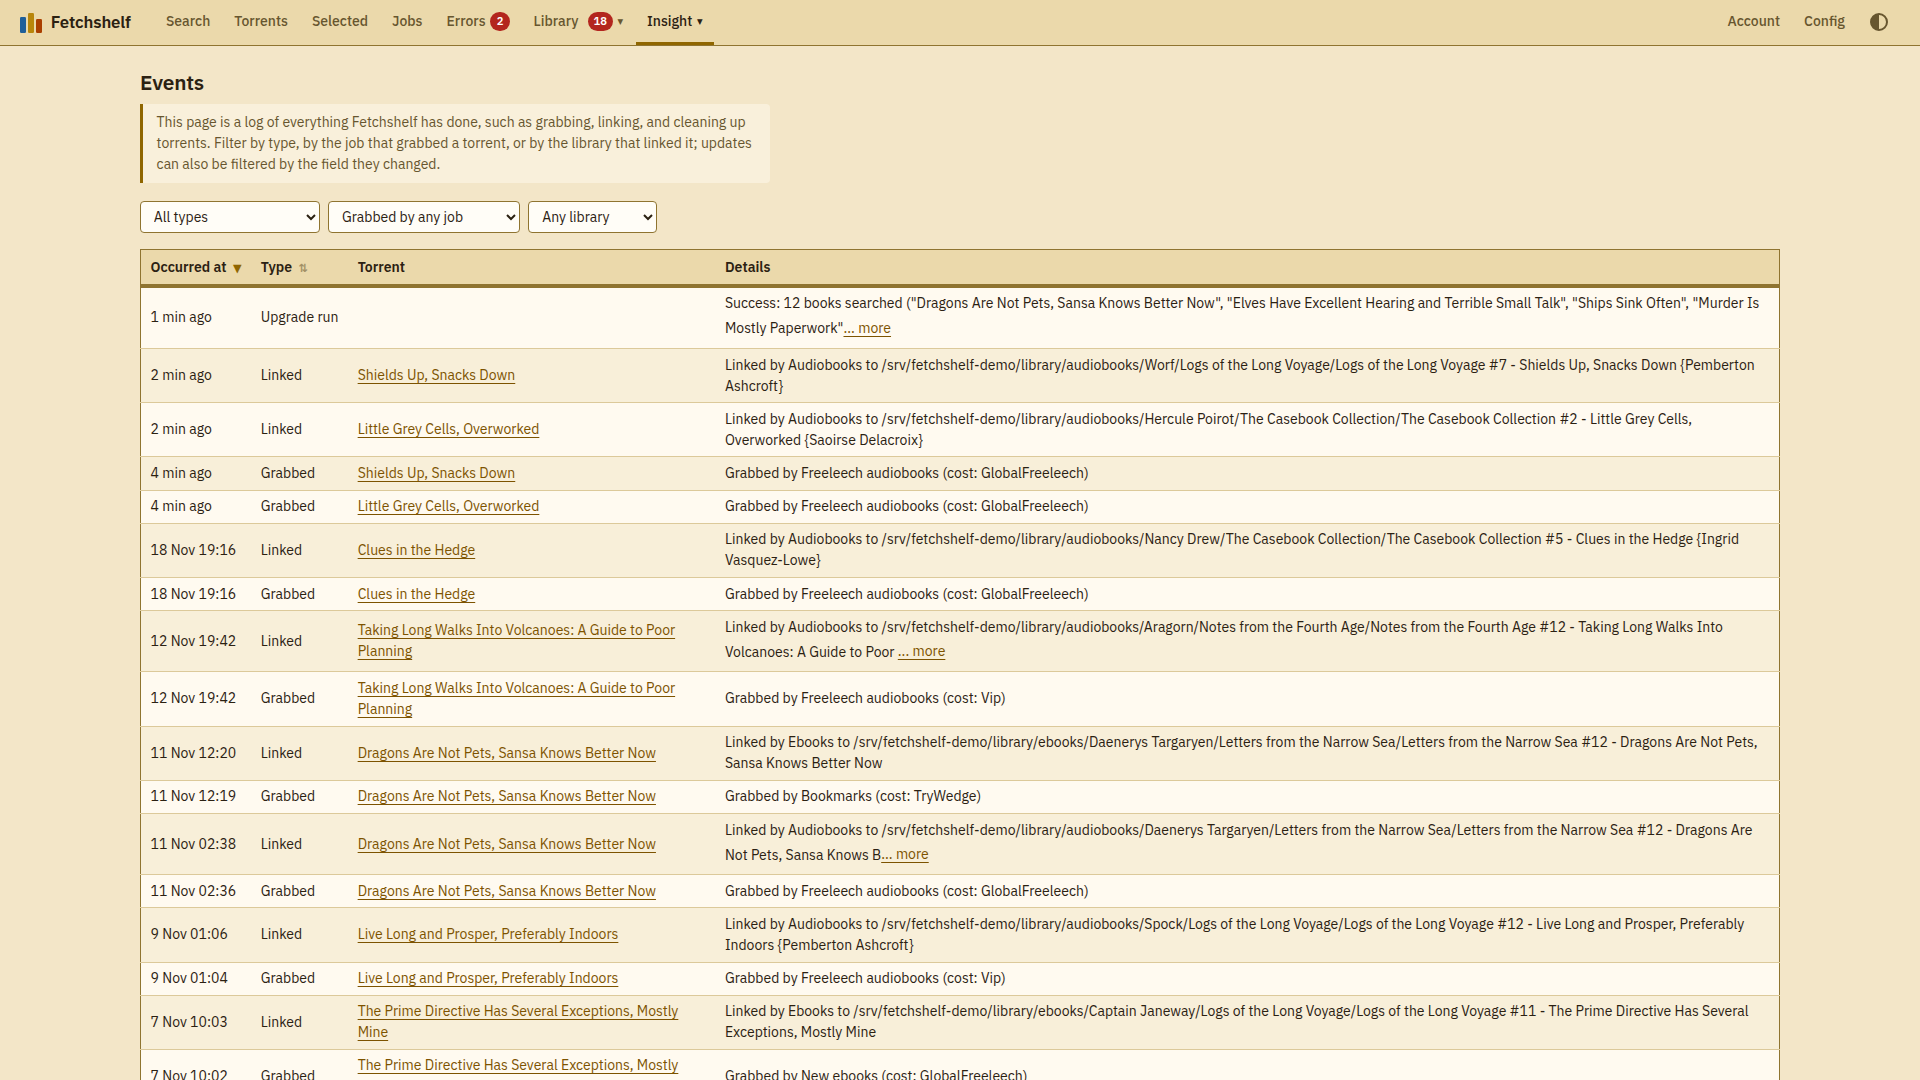 Fetchshelf Search Torrents Selected Jobs Errors 2 Library 18 ▾ Insight ▾ Account Config
Events
This page is a log of everything Fetchshelf has done, such as grabbing, linking, and cleaning up
torrents. Filter by type, by the job that grabbed a torrent, or by the library that linked it; updates
can also be filtered by the field they changed.
All types Grabbed by any job Any library
Occurred at ▼ Type ⇅ Torrent Details
1 min ago Upgrade run Success: 12 books searched ("Dragons Are Not Pets, Sansa Knows Better Now", "Elves Have Excellent Hearing and Terrible Small Talk", "Ships Sink Often", "Murder Is
Mostly Paperwork"... more
2 min ago Linked Shields Up, Snacks Down Linked by Audiobooks to /srv/fetchshelf-demo/library/audiobooks/Worf/Logs of the Long Voyage/Logs of the Long Voyage #7 - Shields Up, Snacks Down {Pemberton
Ashcroft}
2 min ago Linked Little Grey Cells, Overworked Linked by Audiobooks to /srv/fetchshelf-demo/library/audiobooks/Hercule Poirot/The Casebook Collection/The Casebook Collection #2 - Little Grey Cells,
Overworked {Saoirse Delacroix}
4 min ago Grabbed Shields Up, Snacks Down Grabbed by Freeleech audiobooks (cost: GlobalFreeleech)
4 min ago Grabbed Little Grey Cells, Overworked Grabbed by Freeleech audiobooks (cost: GlobalFreeleech)
18 Nov 19:16 Linked Clues in the Hedge Linked by Audiobooks to /srv/fetchshelf-demo/library/audiobooks/Nancy Drew/The Casebook Collection/The Casebook Collection #5 - Clues in the Hedge {Ingrid
Vasquez-Lowe}
18 Nov 19:16 Grabbed Clues in the Hedge Grabbed by Freeleech audiobooks (cost: GlobalFreeleech)
12 Nov 19:42 Linked Taking Long Walks Into Volcanoes: A Guide to Poor Planning Linked by Audiobooks to /srv/fetchshelf-demo/library/audiobooks/Aragorn/Notes from the Fourth Age/Notes from the Fourth Age #12 - Taking Long Walks Into
Volcanoes: A Guide to Poor ... more
12 Nov 19:42 Grabbed Taking Long Walks Into Volcanoes: A Guide to Poor
Planning Grabbed by Freeleech audiobooks (cost: Vip)
11 Nov 12:20 Linked Dragons Are Not Pets, Sansa Knows Better Now Linked by Ebooks to /srv/fetchshelf-demo/library/ebooks/Daenerys Targaryen/Letters from the Narrow Sea/Letters from the Narrow Sea #12 - Dragons Are Not Pets,
Sansa Knows Better Now
11 Nov 12:19 Grabbed Dragons Are Not Pets, Sansa Knows Better Now Grabbed by Bookmarks (cost: TryWedge)
11 Nov 02:38 Linked Dragons Are Not Pets, Sansa Knows Better Now Linked by Audiobooks to /srv/fetchshelf-demo/library/audiobooks/Daenerys Targaryen/Letters from the Narrow Sea/Letters from the Narrow Sea #12 - Dragons Are
Not Pets, Sansa Knows B... more
11 Nov 02:36 Grabbed Dragons Are Not Pets, Sansa Knows Better Now Grabbed by Freeleech audiobooks (cost: GlobalFreeleech)
9 Nov 01:06 Linked Live Long and Prosper, Preferably Indoors Linked by Audiobooks to /srv/fetchshelf-demo/library/audiobooks/Spock/Logs of the Long Voyage/Logs of the Long Voyage #12 - Live Long and Prosper, Preferably
Indoors {Pemberton Ashcroft}
9 Nov 01:04 Grabbed Live Long and Prosper, Preferably Indoors Grabbed by Freeleech audiobooks (cost: Vip)
7 Nov 10:03 Linked The Prime Directive Has Several Exceptions, Mostly Mine Linked by Ebooks to /srv/fetchshelf-demo/library/ebooks/Captain Janeway/Logs of the Long Voyage/Logs of the Long Voyage #11 - The Prime Directive Has Several
Exceptions, Mostly Mine
7 Nov 10:02 Grabbed The Prime Directive Has Several Exceptions, Mostly Grabbed by New ebooks (cost: GlobalFreeleech)